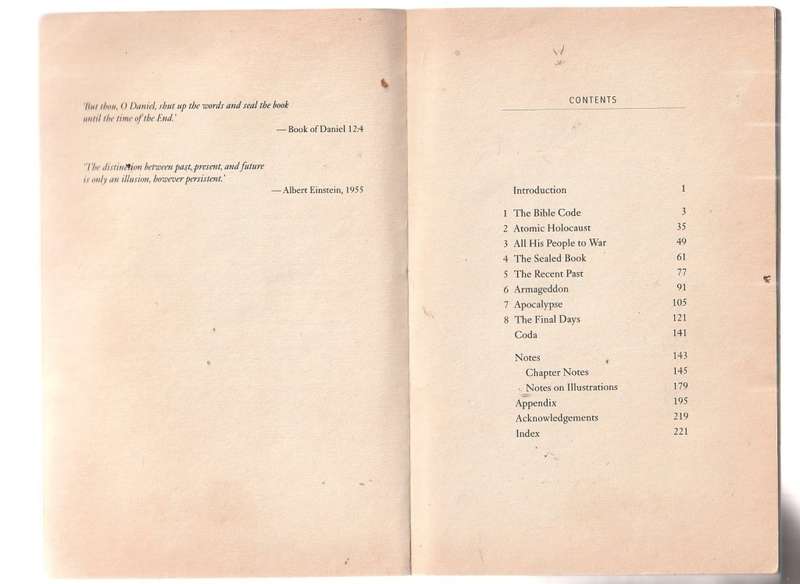 'But thou, O Daniel, shut up the words and seal the book
until the time of the End.'
— Book of Daniel 12:4
'The distinction between past, present, and future
is only an illusion, however persistent.'
— Albert Einstein, 1955
CONTENTS
Introduction 1
1 The Bible Code 3
2 Atomic Holocaust 35
3 All His People to War 49
4 The Sealed Book 61
5 The Recent Past 77
6 Armageddon 91
7 Apocalypse 105
8 The Final Days 121
Coda 141
Notes 143
Chapter Notes 145
Notes on Illustrations 179
Appendix 195
Acknowledgements 219
Index 221